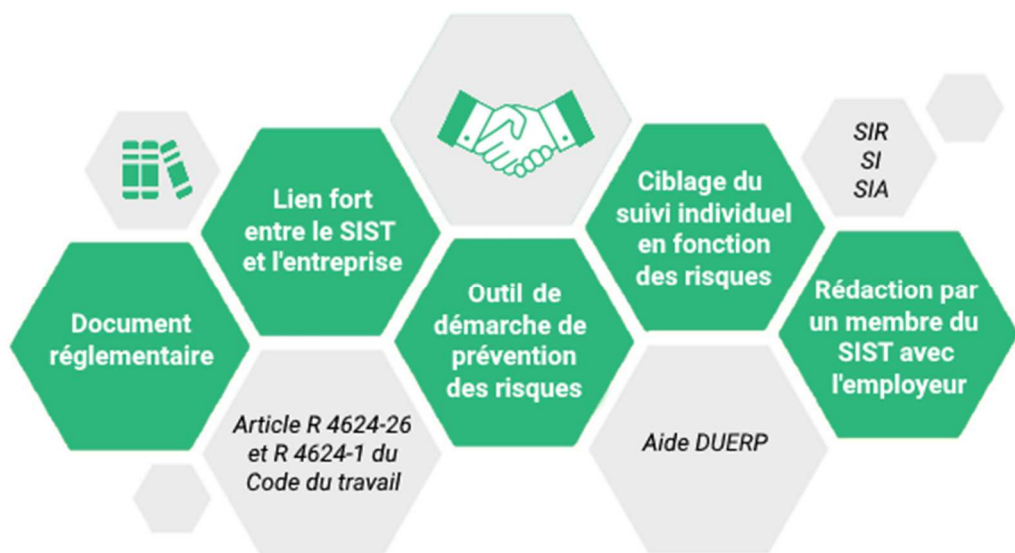 Document
réglementaire
Lien fort
entre le SIST
et l'entreprise
Article R 4624-26
et R 4624-1 du
Code du travail
Outil de
démarche de
prévention
des risques
Ciblage du
suivi individuel
en fonction
des risques
Aide DUERP
SIR
SI
SIA
Rédaction par
un membre du
SIST avec
l'employeur